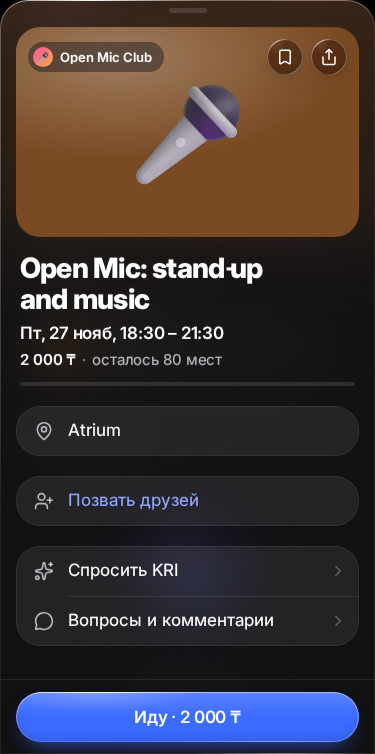 Open Mic Club
Open Mic: stand-up
and music
Пт, 27 нояб, 18:30 – 21:30
2 000 ₸ · осталось 80 мест
Atrium
Позвать друзей
Спросить KRI
Вопросы и комментарии
Иду · 2 000 ₸